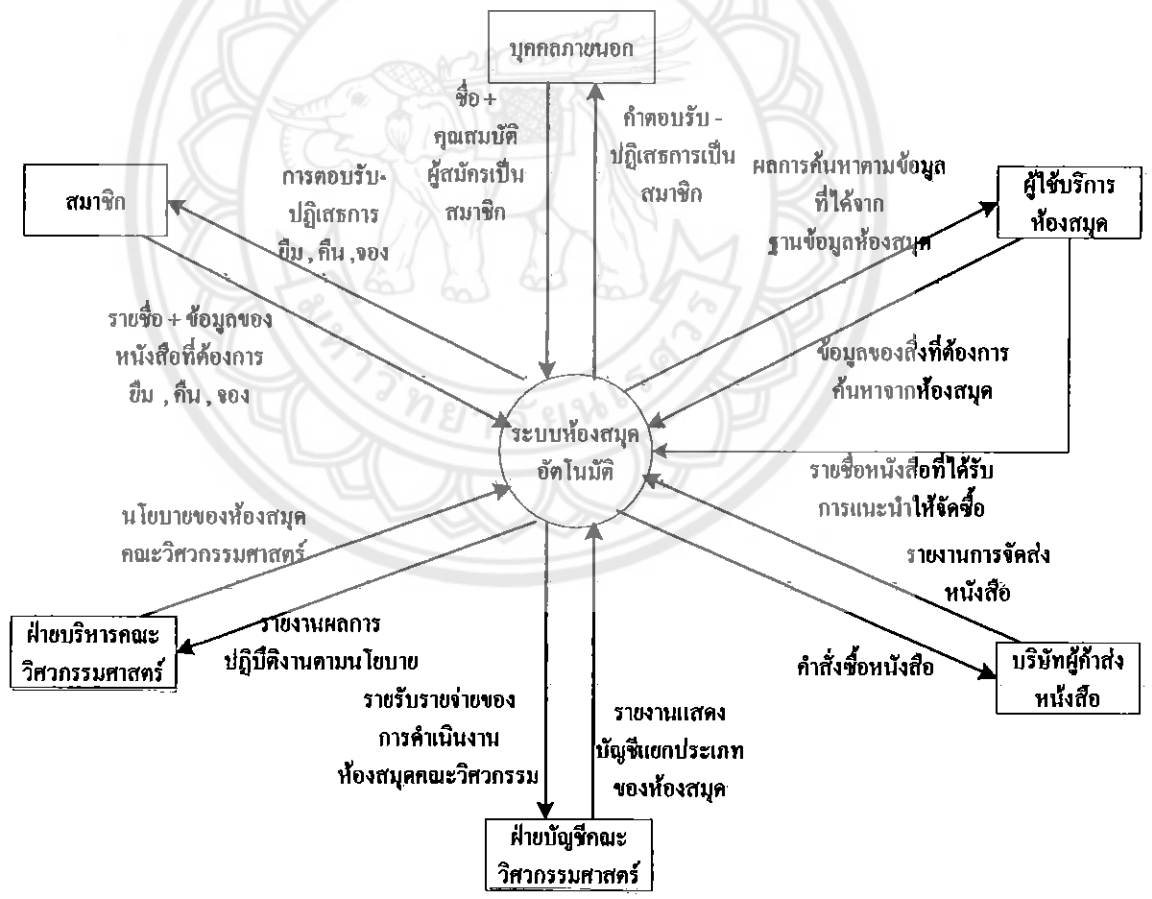 บุคคลภายนอก
ชื่อ +
คุณสมบัติ
ผู้สมัครเป็น
สมาชิก
คำตอบรับ -
ปฏิเสธการเป็น
สมาชิก
สมาชิก
การตอบรับ-
ปฏิเสธการ
ยืม , คืน ,จอง
ผลการค้นหาตามข้อมูล
ที่ได้จาก
ฐานข้อมูลห้องสมุด
ผู้ใช้บริการ
ห้องสมุด
รายชื่อ + ข้อมูลของ
หนังสือที่ต้องการ
ยืม , คืน , จอง
ข้อมูลของสิ่งที่ต้องการ
ค้นหาจากห้องสมุด
ระบบห้องสมุด
อัตโนมัติ
รายชื่อหนังสือที่ได้รับ
การแนะนำให้จัดซื้อ
นโยบายของห้องสมุด
คณะวิศวกรรมศาสตร์
รายงานการจัดส่ง
หนังสือ
ฝ่ายบริหารคณะ
วิศวกรรมศาสตร์
รายงานผลการ
ปฏิบัติงานตามนโยบาย
คำสั่งซื้อหนังสือ
บริษัทผู้ค้าส่ง
หนังสือ
รายรับรายจ่ายของ
การดำเนินงาน
ห้องสมุดคณะวิศวกรรม
รายงานแสดง
บัญชีแยกประเภท
ของห้องสมุด
ฝ่ายบัญชีคณะ
วิศวกรรมศาสตร์